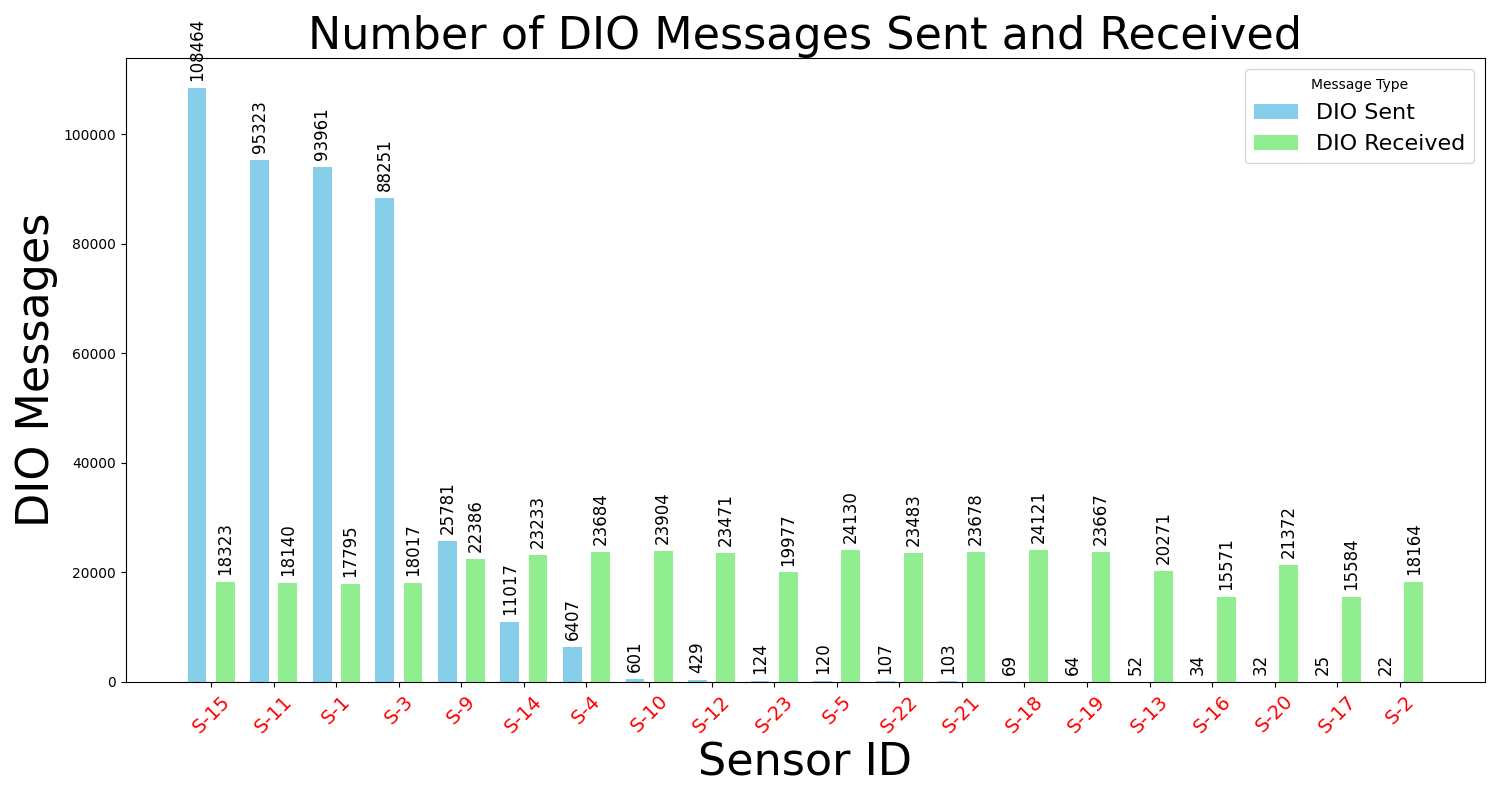 Number of DIO Messages Sent and Received
Message Type
DIO Sent
DIO Received
DIO Messages
100000
80000
60000
40000
20000
0
108464
18323
95323
18140
93961
17795
88251
18017
25781
22386
11017
23233
6407
23684
601
23904
429
23471
124
19977
120
24130
107
23483
103
23678
69
24121
64
23667
52
20271
34
15571
32
21372
25
15584
22
18164
S-15
S-11
S-1
S-3
S-9
S-14
S-4
S-10
S-12
S-23
S-5
S-22
S-21
S-18
S-19
S-13
S-16
S-20
S-17
S-2
Sensor ID